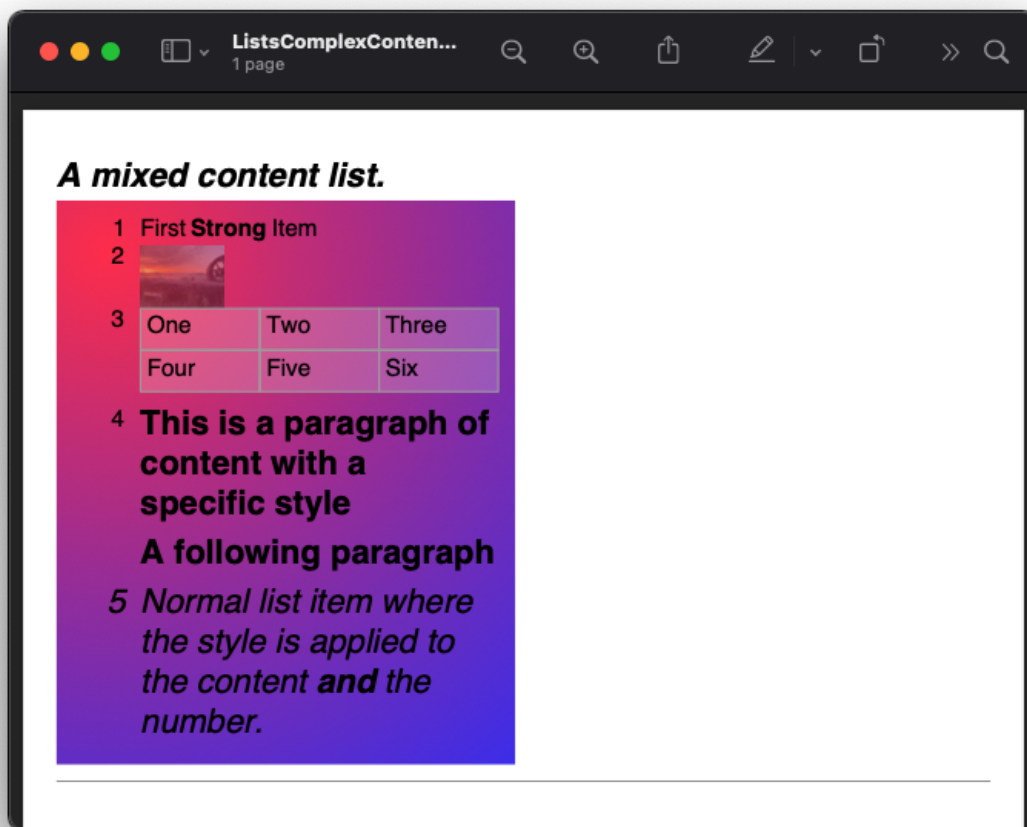 ListsComplexConten...
1 page
A mixed content list.
1 First Strong Item
2
3 One Two Three
Four Five Six
4 This is a paragraph of
content with a
specific style
A following paragraph
5 Normal list item where
the style is applied to
the content and the
number.